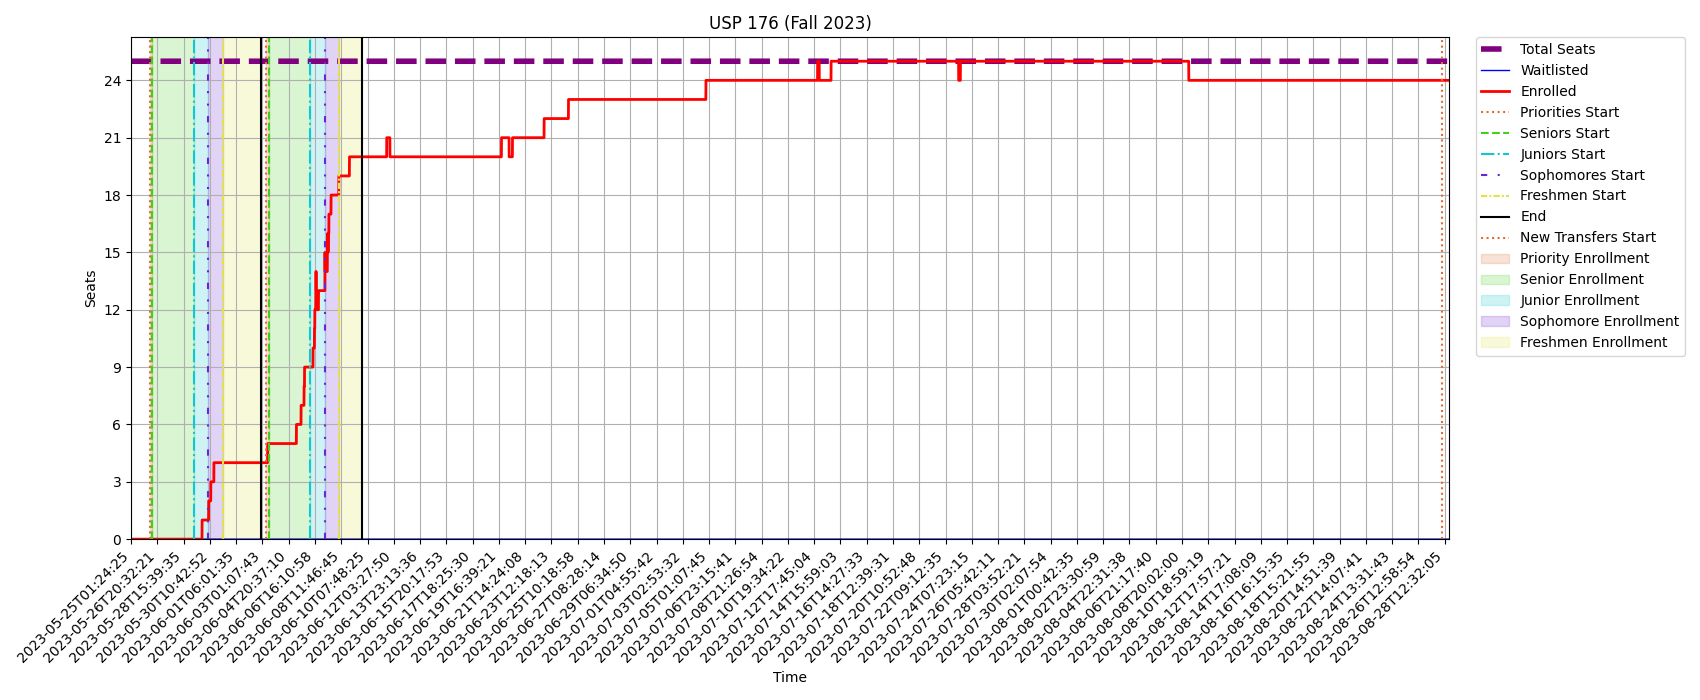 USP 176 (Fall 2023)
Seats
24
21
18
15
12
9
6
3
0
2023-05-25T01:24:25
2023-05-26T20:32:21
2023-05-28T15:39:35
2023-05-30T10:42:52
2023-06-01T06:01:35
2023-06-03T01:07:43
2023-06-04T20:37:10
2023-06-06T16:10:58
2023-06-08T11:46:45
2023-06-10T07:48:25
2023-06-12T03:27:50
2023-06-13T23:13:36
2023-06-15T20:17:53
2023-06-17T18:25:30
2023-06-19T16:39:21
2023-06-21T14:24:08
2023-06-23T12:18:13
2023-06-25T10:18:58
2023-06-27T08:28:14
2023-06-29T06:34:50
2023-07-01T04:55:42
2023-07-03T02:53:32
2023-07-05T01:07:45
2023-07-06T23:15:41
2023-07-08T21:26:54
2023-07-10T19:34:22
2023-07-12T17:45:04
2023-07-14T15:59:03
2023-07-16T14:27:33
2023-07-18T12:39:31
2023-07-20T10:52:48
2023-07-22T09:12:35
2023-07-24T07:23:15
2023-07-26T05:42:11
2023-07-28T03:52:21
2023-07-30T02:07:54
2023-08-01T00:42:35
2023-08-02T23:30:59
2023-08-04T22:31:38
2023-08-06T21:17:40
2023-08-08T20:02:00
2023-08-10T18:59:19
2023-08-12T17:57:21
2023-08-14T17:08:09
2023-08-16T16:15:35
2023-08-18T15:21:55
2023-08-20T14:51:39
2023-08-22T14:07:41
2023-08-24T13:31:43
2023-08-26T12:58:54
2023-08-28T12:32:05
Time
Total Seats
Waitlisted
Enrolled
Priorities Start
Seniors Start
Juniors Start
Sophomores Start
Freshmen Start
End
New Transfers Start
Priority Enrollment
Senior Enrollment
Junior Enrollment
Sophomore Enrollment
Freshmen Enrollment